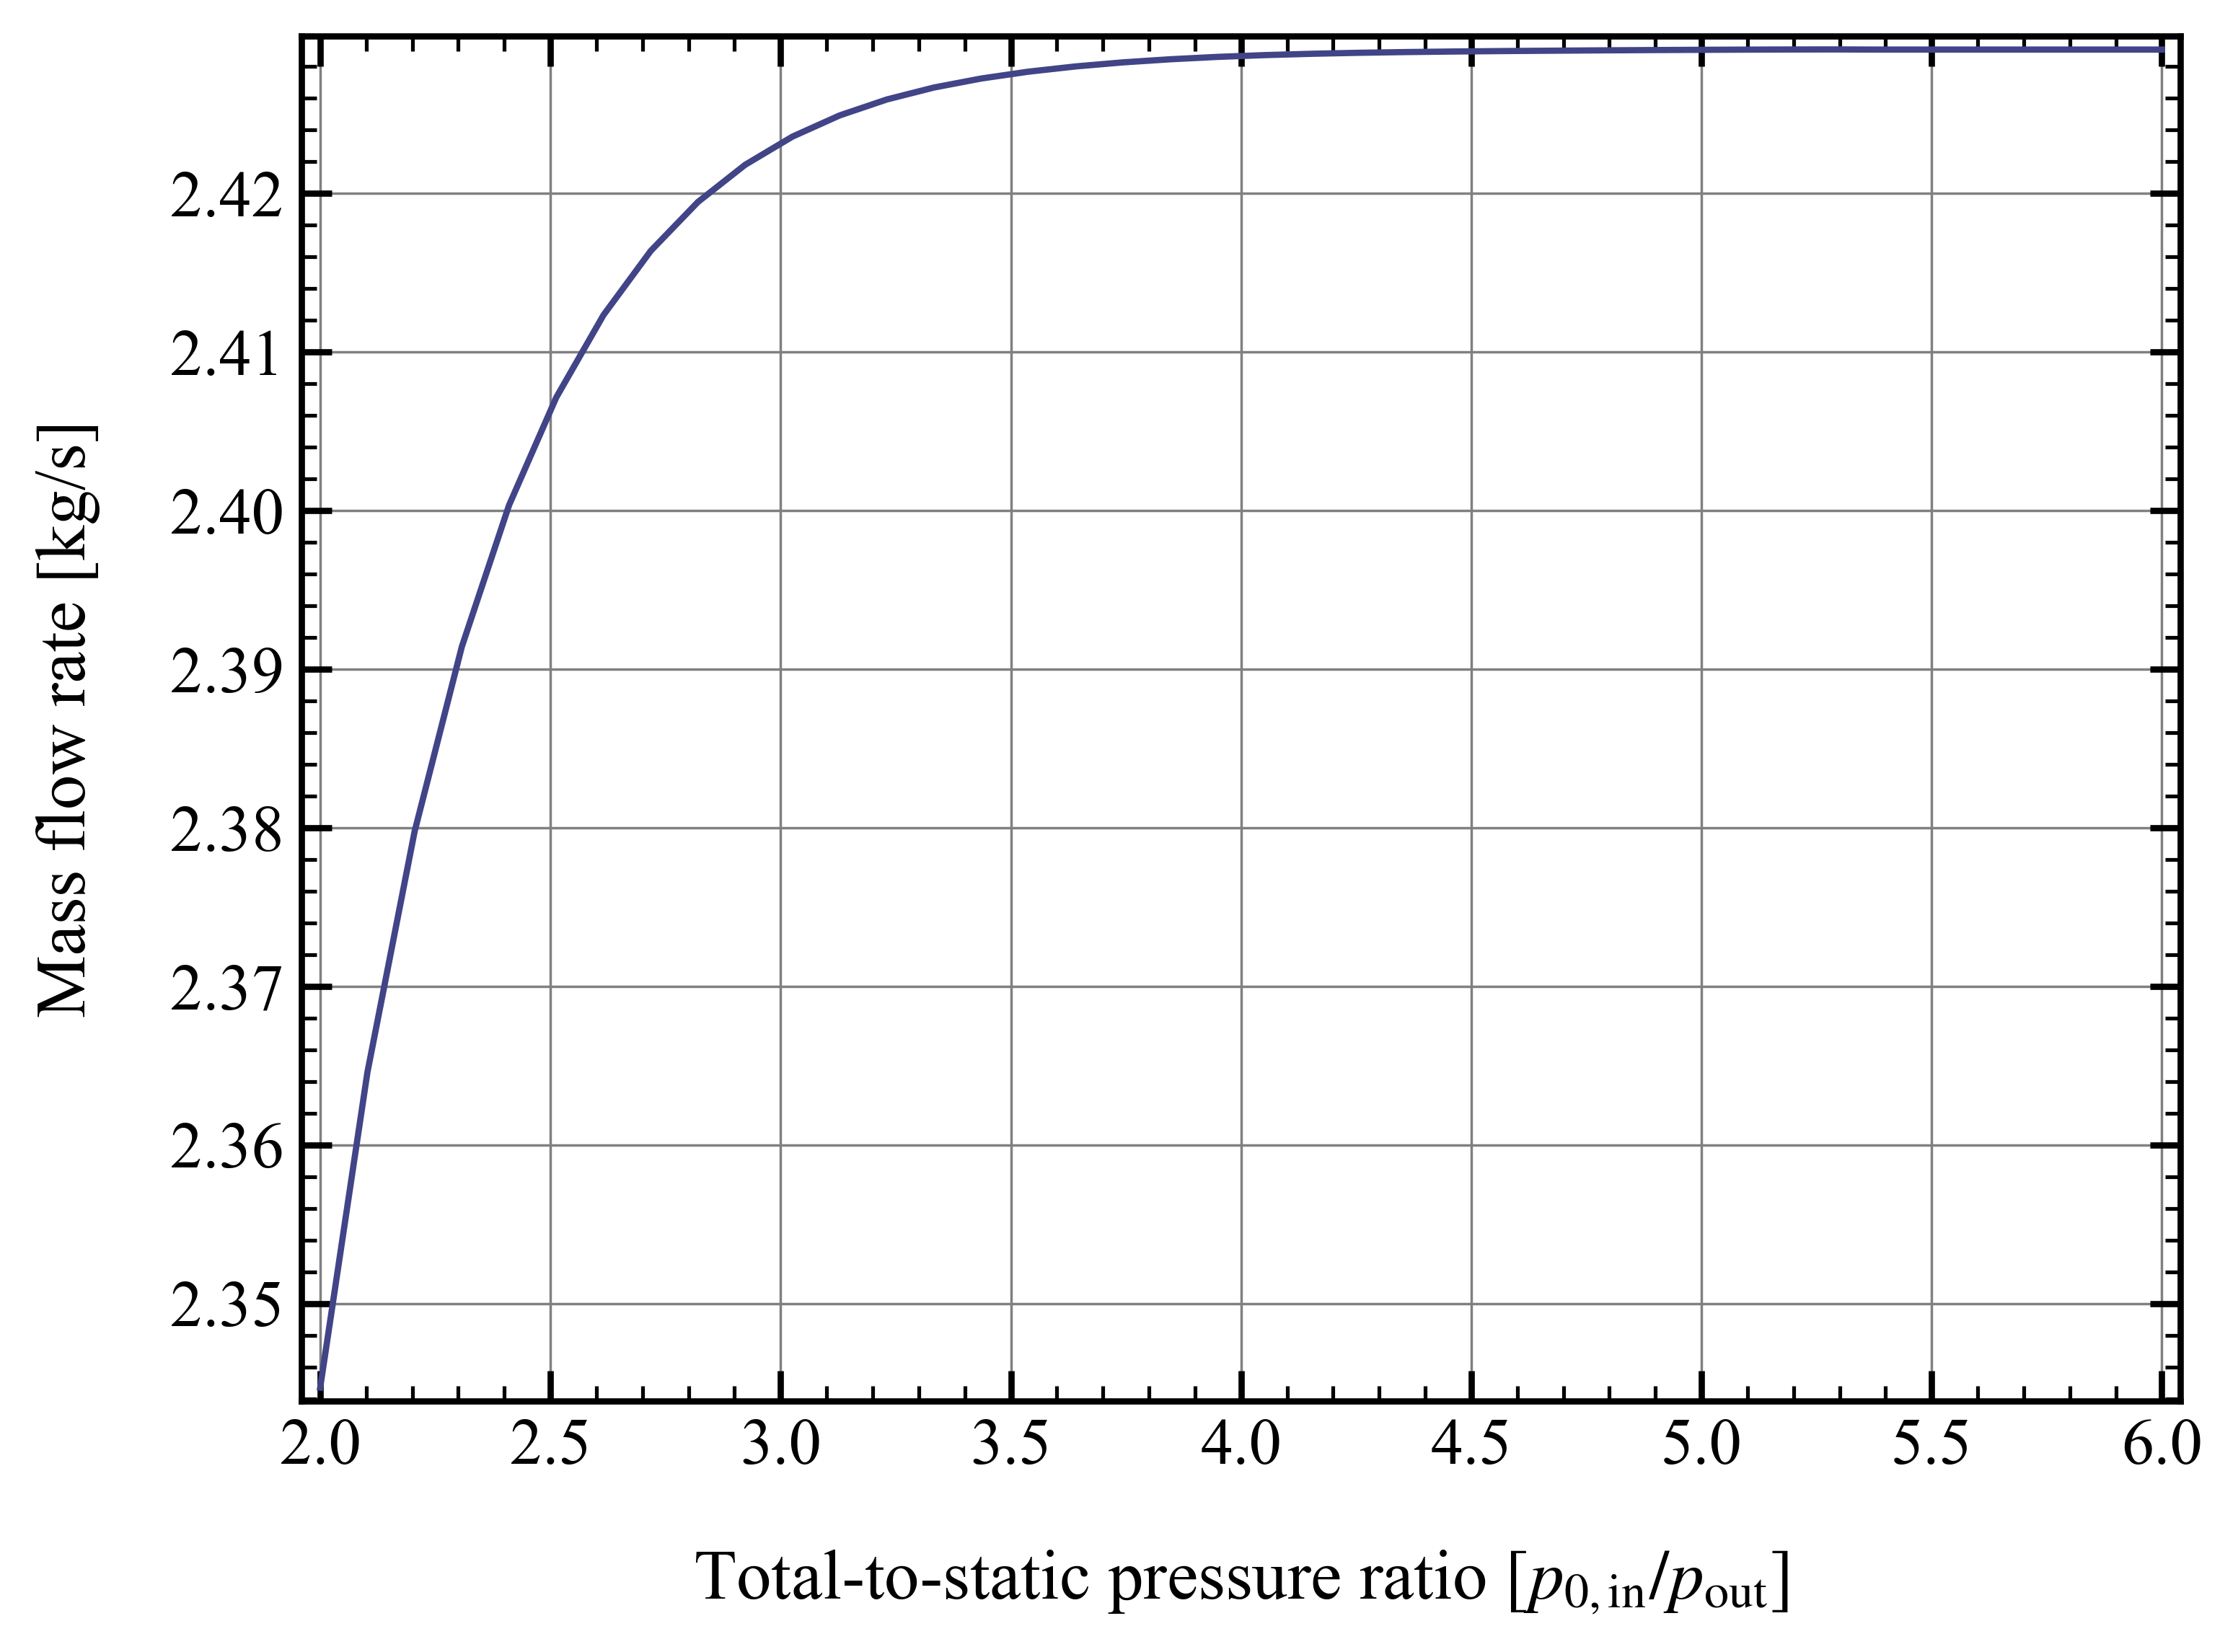 2.42
2.41
2.40
2.39
2.38
2.37
2.36
2.35
Mass flow rate [kg/s]
2.0 2.5 3.0 3.5 4.0 4.5 5.0 5.5 6.0
Total-to-static pressure ratio [p0, in/pout]